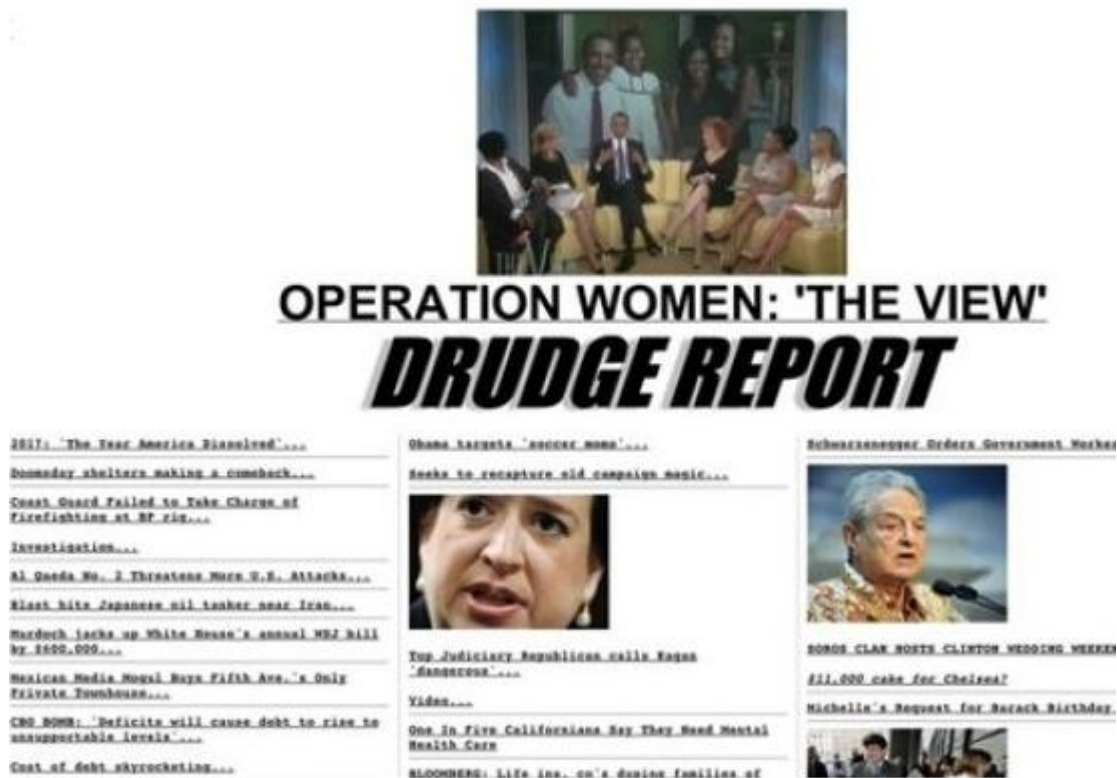 OPERATION WOMEN: 'THE VIEW'
DRUDGE REPORT
2017: 'The Year America Dissolved'...
Doomsday shelters making a comeback...
Coast Guard Failed to Take Charge of
Firefighting at BP rig...
Investigation...
Al Qaeda No. 2 Threatens More U.S. Attacks...
Blast hits Japanese oil tanker near Iran...
Murdoch jacks up White House's annual WSJ bill
by $600,000...
Mexican Media Mogul Buys Fifth Ave.'s Only
Private Townhouse...
CBO BOMB: 'Deficits will cause debt to rise to
unsupportable levels'...
Cost of debt skyrocketing...
Obama targets 'soccer moms'...
Seeks to recapture old campaign magic...
Top Judiciary Republican calls Kagan
'dangerous'...
Video...
One In Five Californians Say They Need Mental
Health Care
BLOOMBERG: Life ins. co's duping families of
Schwarzenegger Orders Government Worker
SOROS CLAN HOSTS CLINTON WEDDING WEEKEN
$11,000 cake for Chelsea?
Michelle's Request for Barack Birthday